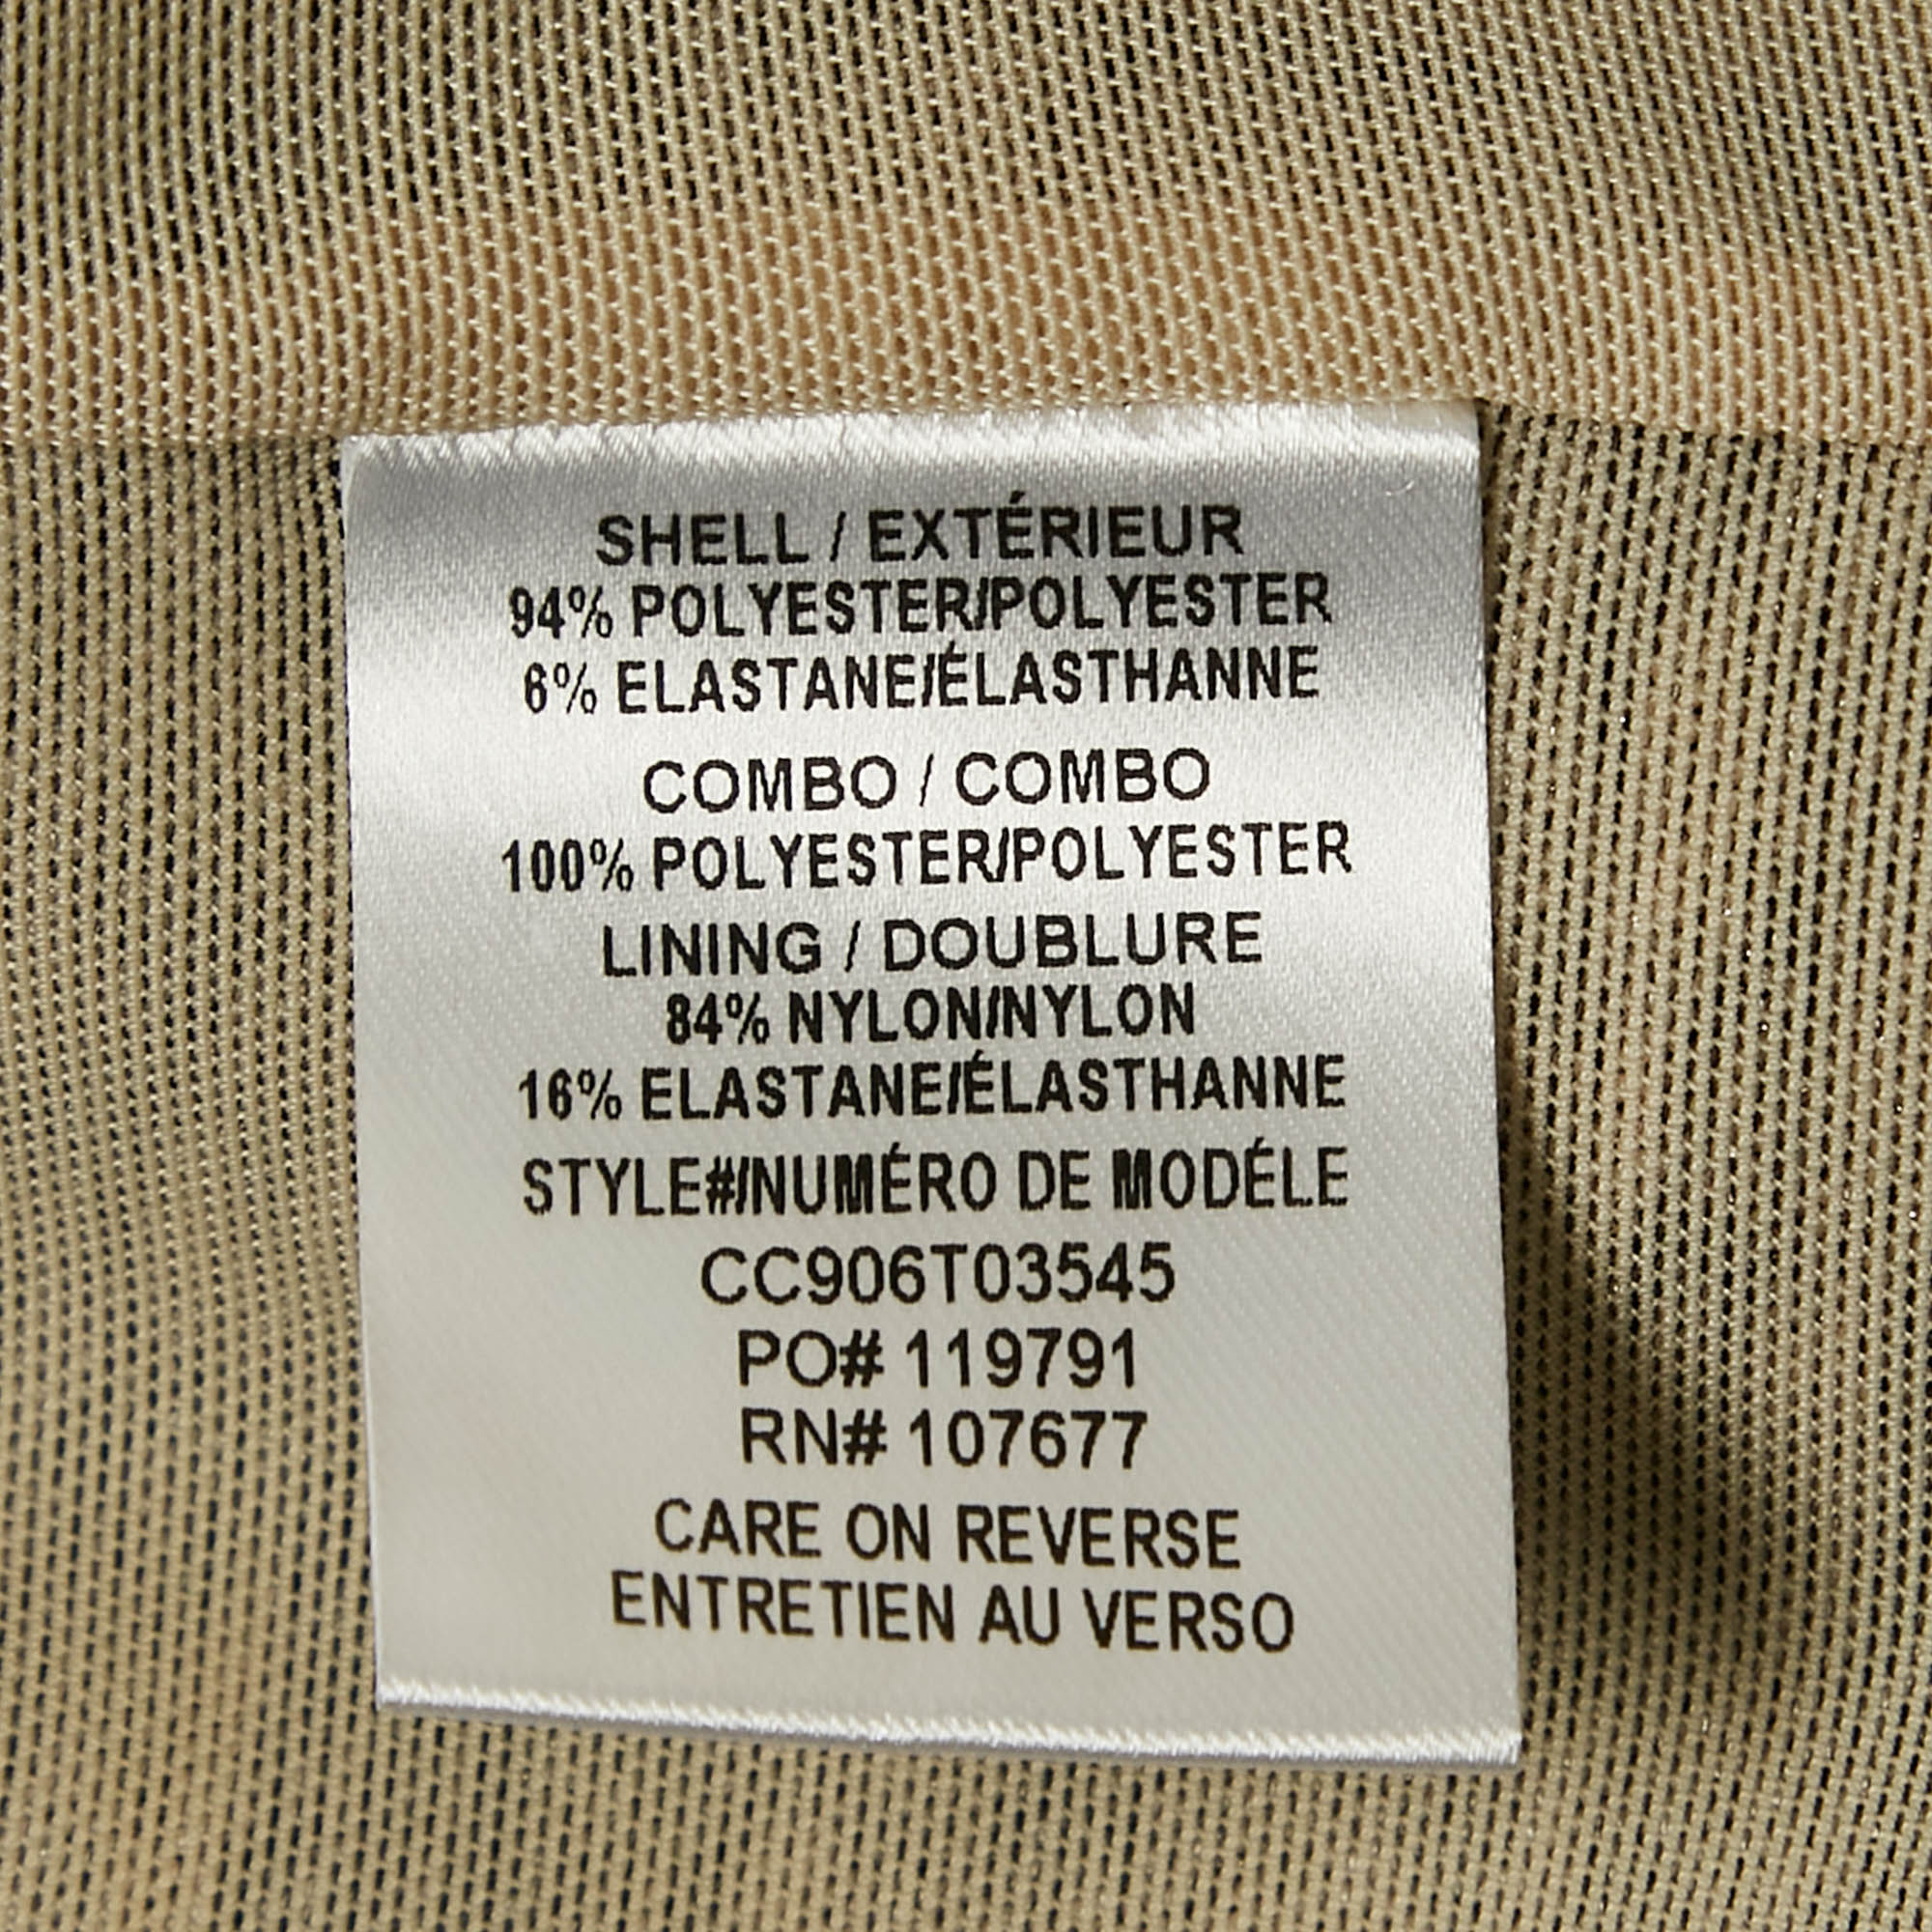 SHELL / EXTÉRIEUR
94% POLYESTER/POLYESTER
6% ELASTANE/ÉLASTHANNE
COMBO / COMBO
100% POLYESTER/POLYESTER
LINING / DOUBLURE
84% NYLON/NYLON
16% ELASTANE/ÉLASTHANNE
STYLE#/NUMÉRO DE MODÉLE
CC906T03545
PO# 119791
RN# 107677
CARE ON REVERSE
ENTRETIEN AU VERSO